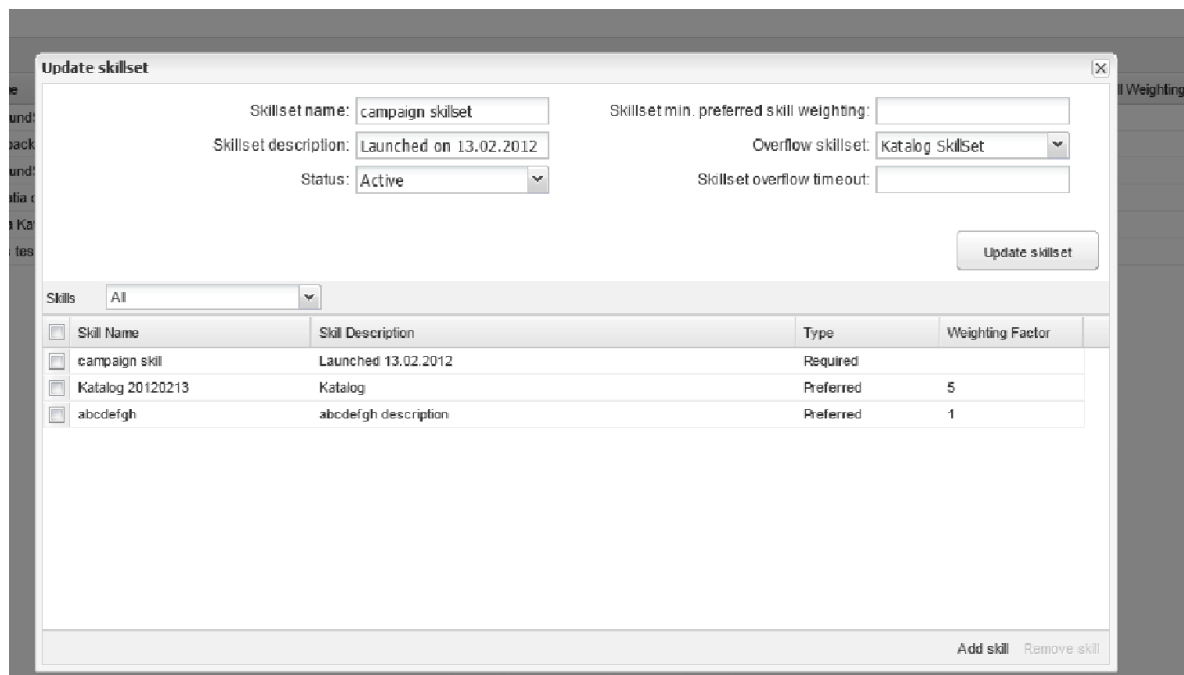 Update skillset
Skillset name: campaign skillset
Skillset min. preferred skill weighting:
Skillset description: Launched on 13.02.2012
Overflow skillset: Katalog SkillSet
Status: Active
Skillset overflow timeout:
Update skillset
Skills All
Skill Name Skill Description Type Weighting Factor
campaign skill Launched 13.02.2012 Required
Katalog 20120213 Katalog Preferred 5
abcdefgh abcdefgh description Preferred 1
Add skill Remove skill
ll Weighting